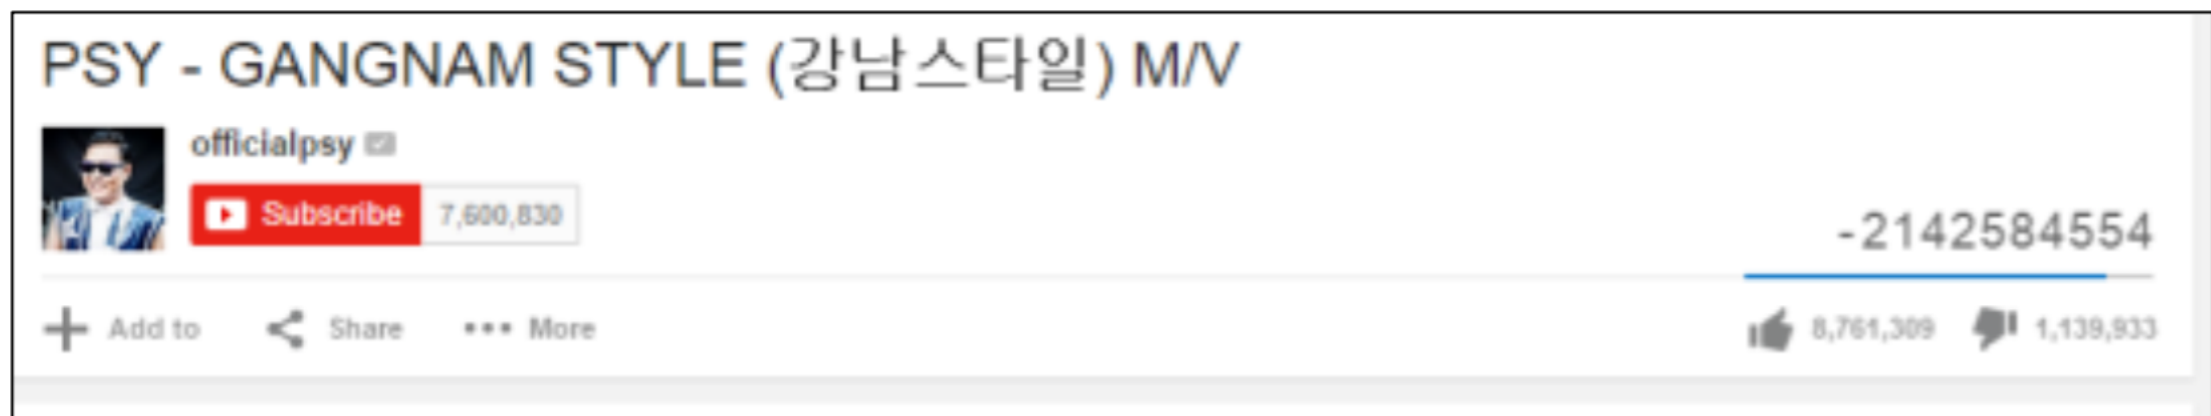 PSY - GANGNAM STYLE (강남스타일) M/V
officialpsy
Subscribe 7,600,830
-2142584554
Add to Share More 8,761,309 1,139,933